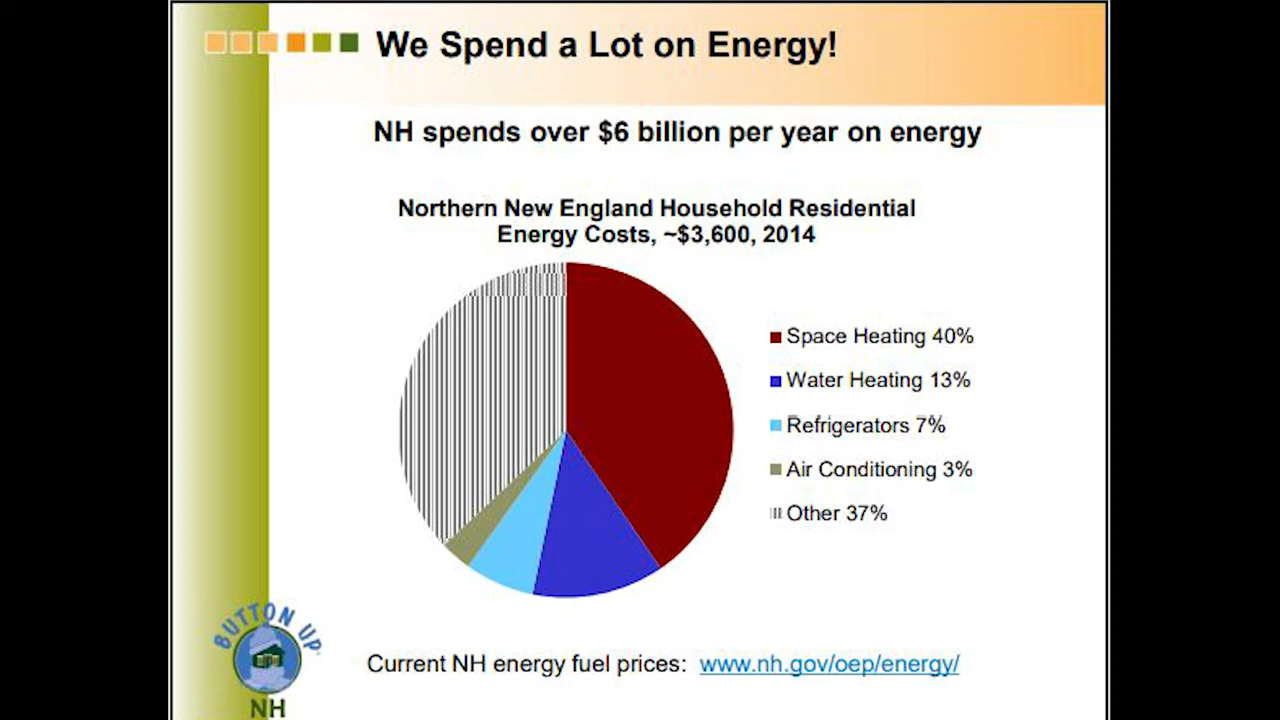 We Spend a Lot on Energy!
NH spends over $6 billion per year on energy
Northern New England Household Residential
Energy Costs, ~$3,600, 2014
Space Heating 40%
Water Heating 13%
Refrigerators 7%
Air Conditioning 3%
Other 37%
BUTTON UP
NH
Current NH energy fuel prices: www.nh.gov/oep/energy/